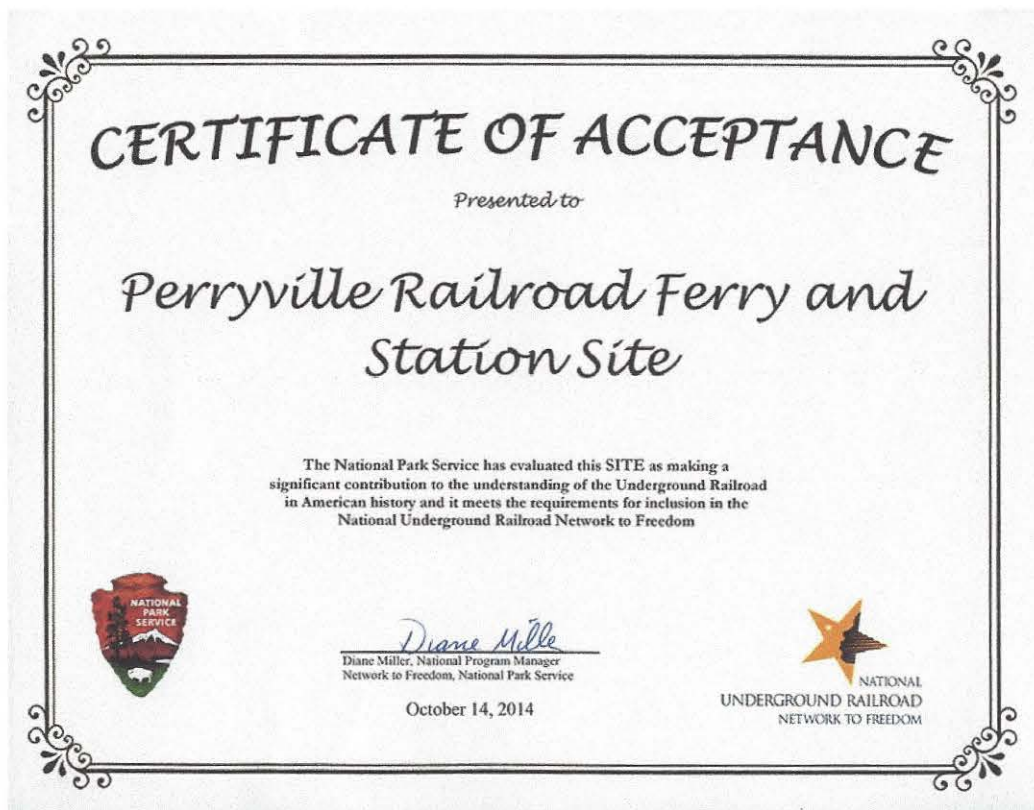 CERTIFICATE OF ACCEPTANCE
Presented to
Perryville Railroad Ferry and
Station Site
The National Park Service has evaluated this SITE as making a
significant contribution to the understanding of the Underground Railroad
in American history and it meets the requirements for inclusion in the
National Underground Railroad Network to Freedom
NATIONAL
PARK
SERVICE
Diane Mille
Diane Miller, National Program Manager
Network to Freedom, National Park Service
October 14, 2014
NATIONAL
UNDERGROUND RAILROAD
NETWORK TO FREEDOM